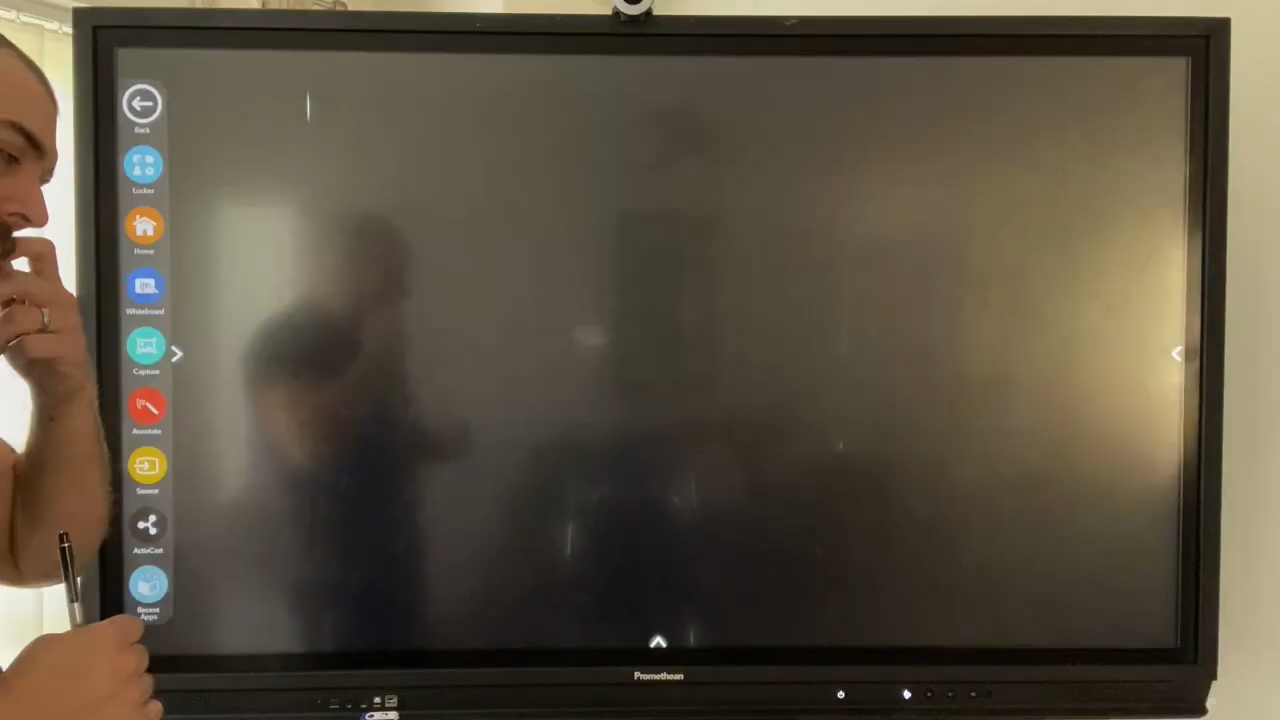 Back
Locker
Home
Whiteboard
Capture
Annotate
Source
ActivCast
Recent
Apps
Promethean